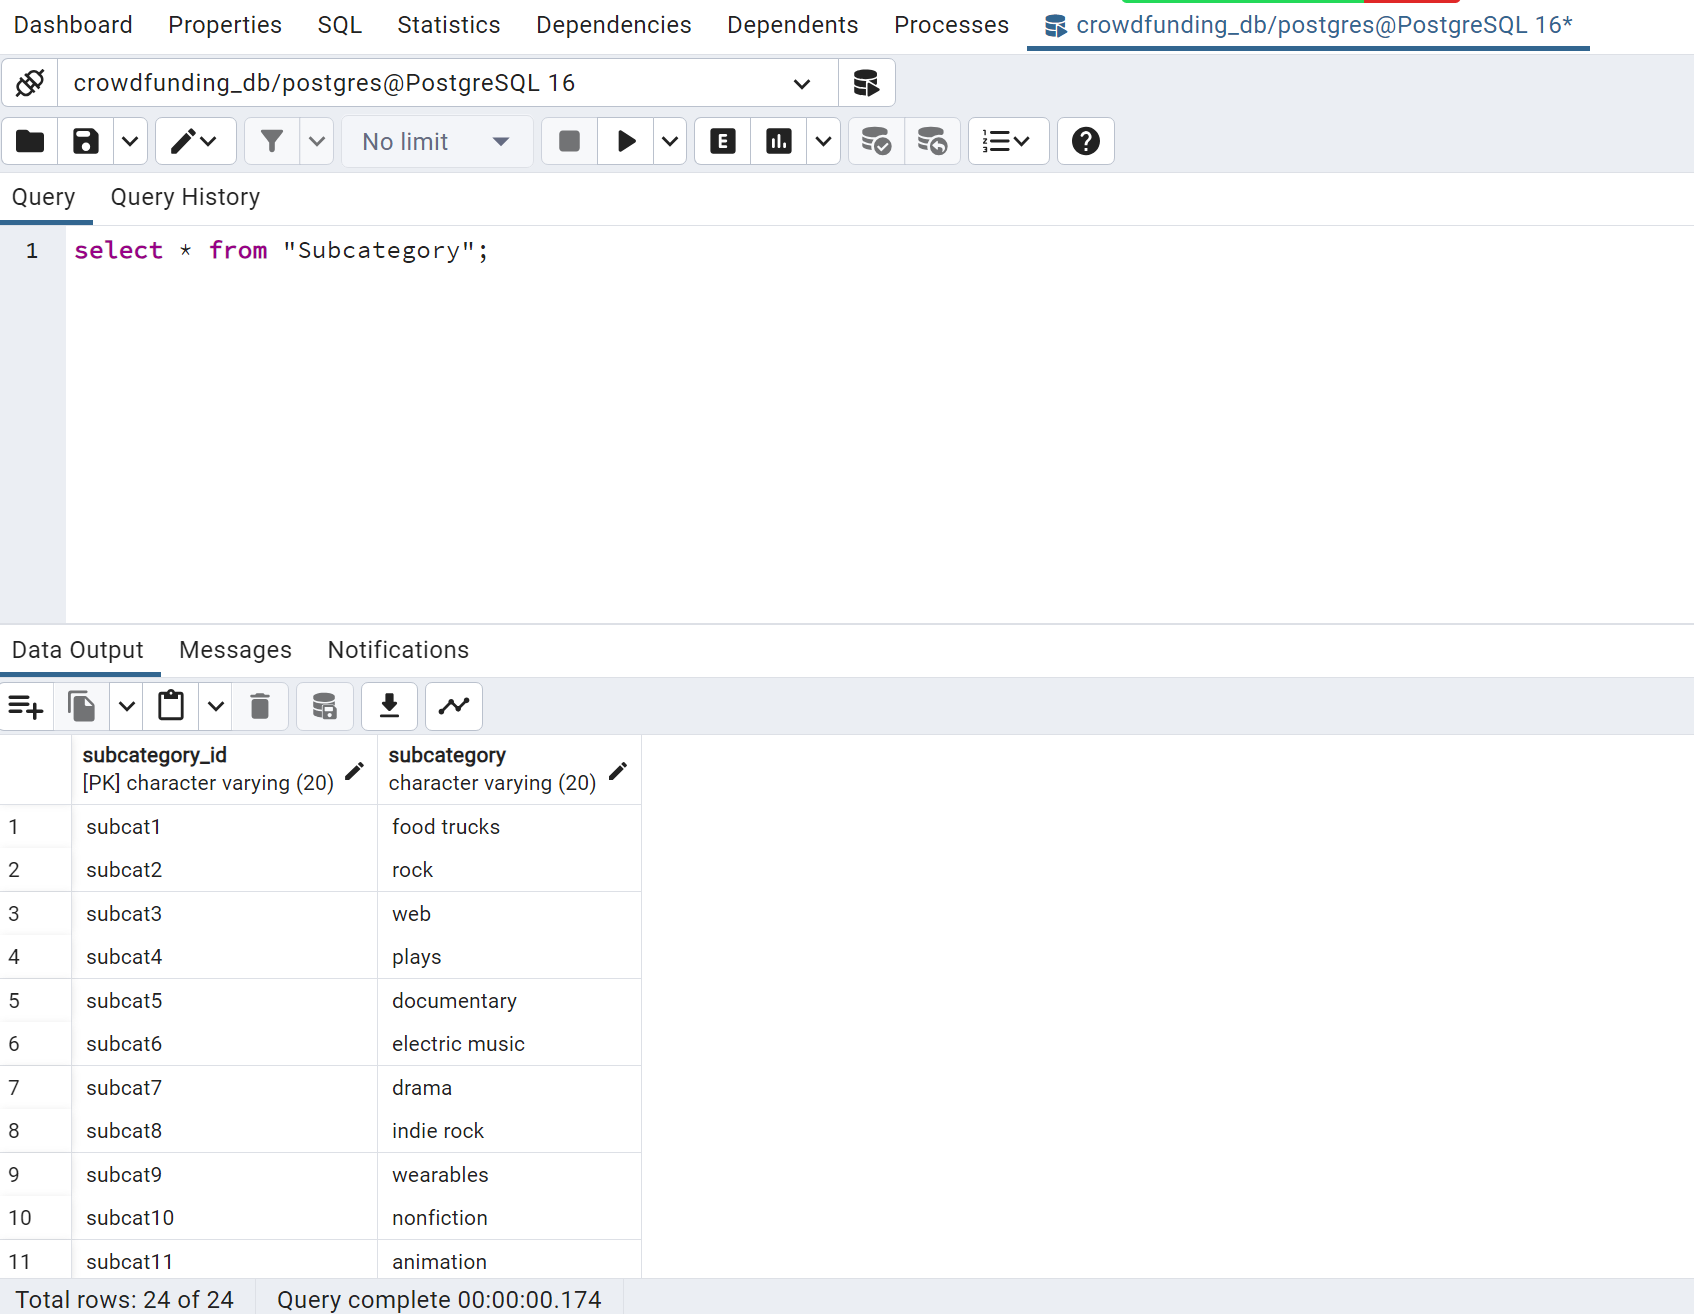 Dashboard Properties SQL Statistics Dependencies Dependents Processes crowdfunding_db/postgres@PostgreSQL 16*
crowdfunding_db/postgres@PostgreSQL 16
No limit E
Query Query History
1 select * from "Subcategory";
Data Output Messages Notifications
subcategory_id subcategory
[PK] character varying (20) character varying (20)
1 subcat1 food trucks
2 subcat2 rock
3 subcat3 web
4 subcat4 plays
5 subcat5 documentary
6 subcat6 electric music
7 subcat7 drama
8 subcat8 indie rock
9 subcat9 wearables
10 subcat10 nonfiction
11 subcat11 animation
Total rows: 24 of 24 Query complete 00:00:00.174